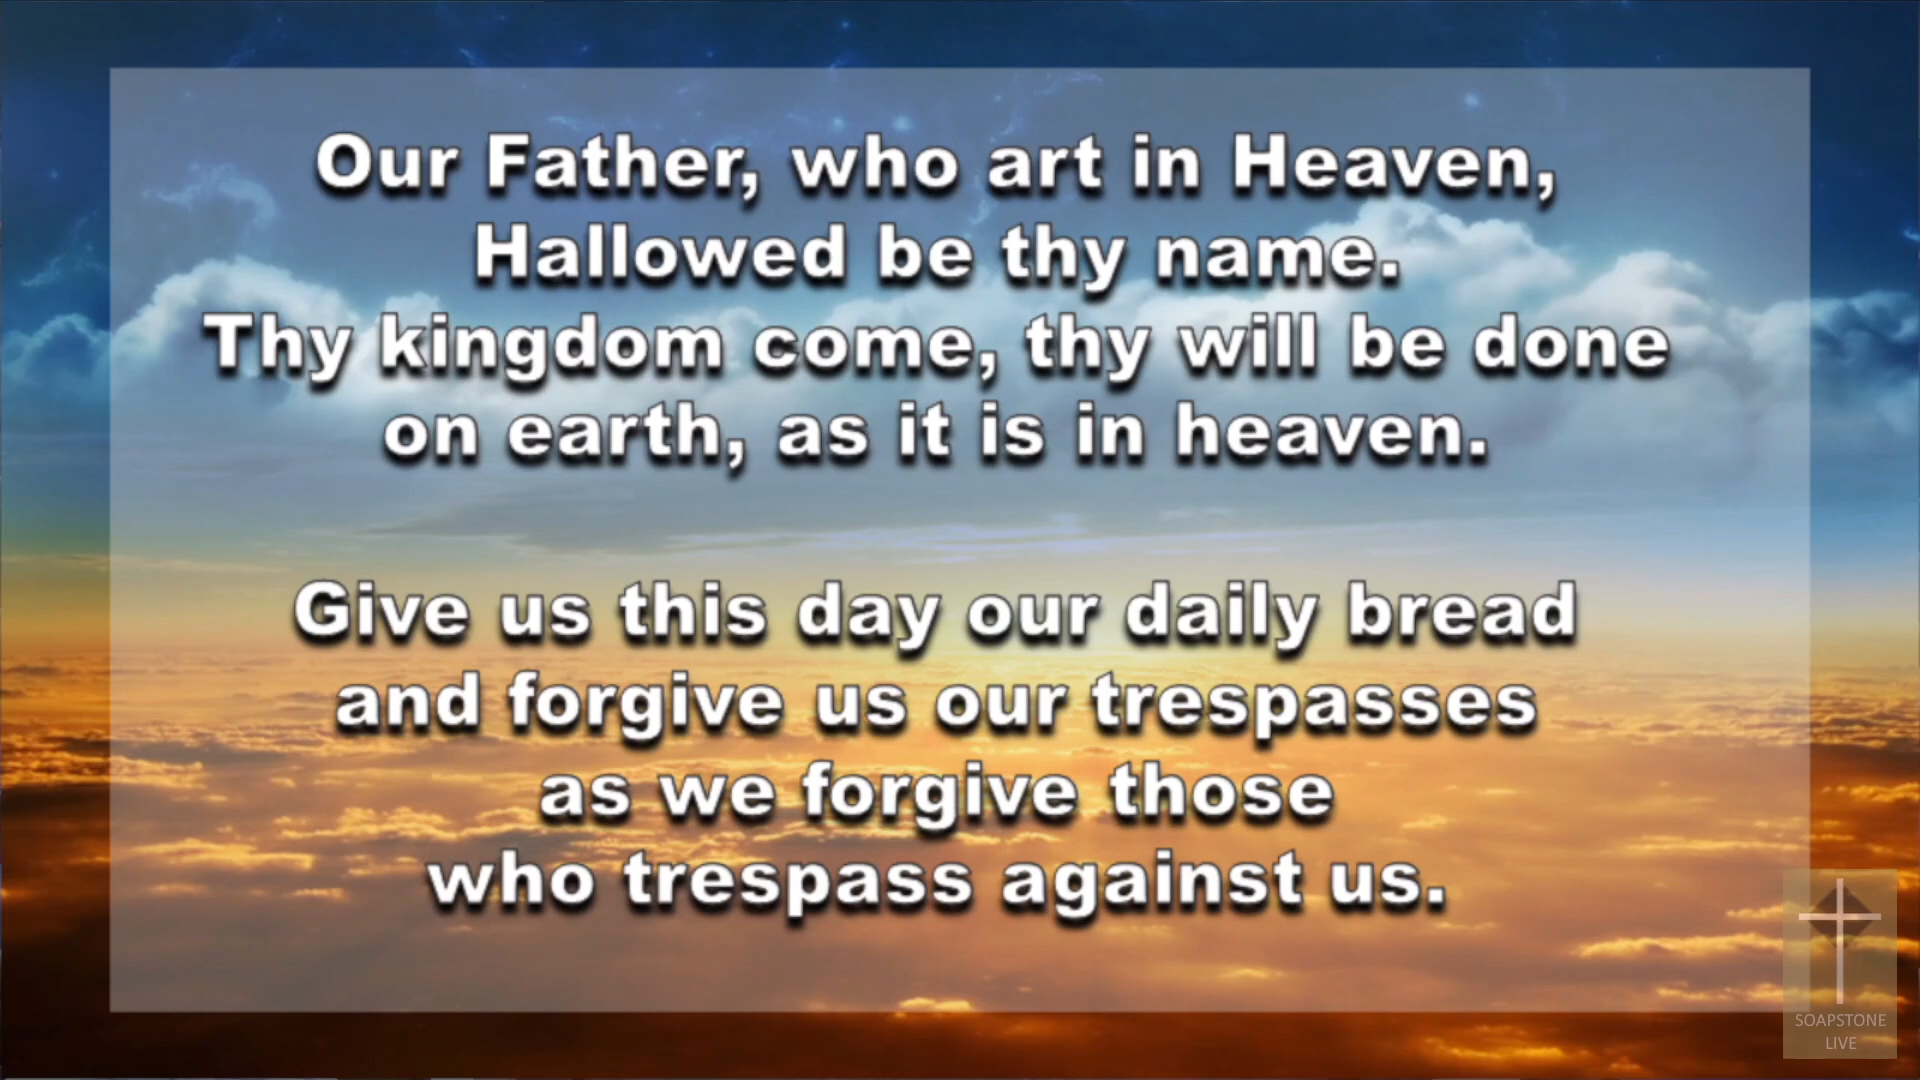 Our Father, who art in Heaven,
Hallowed be thy name.
Thy kingdom come, thy will be done
on earth, as it is in heaven.
Give us this day our daily bread
and forgive us our trespasses
as we forgive those
who trespass against us.
SOAPSTONE
LIVE